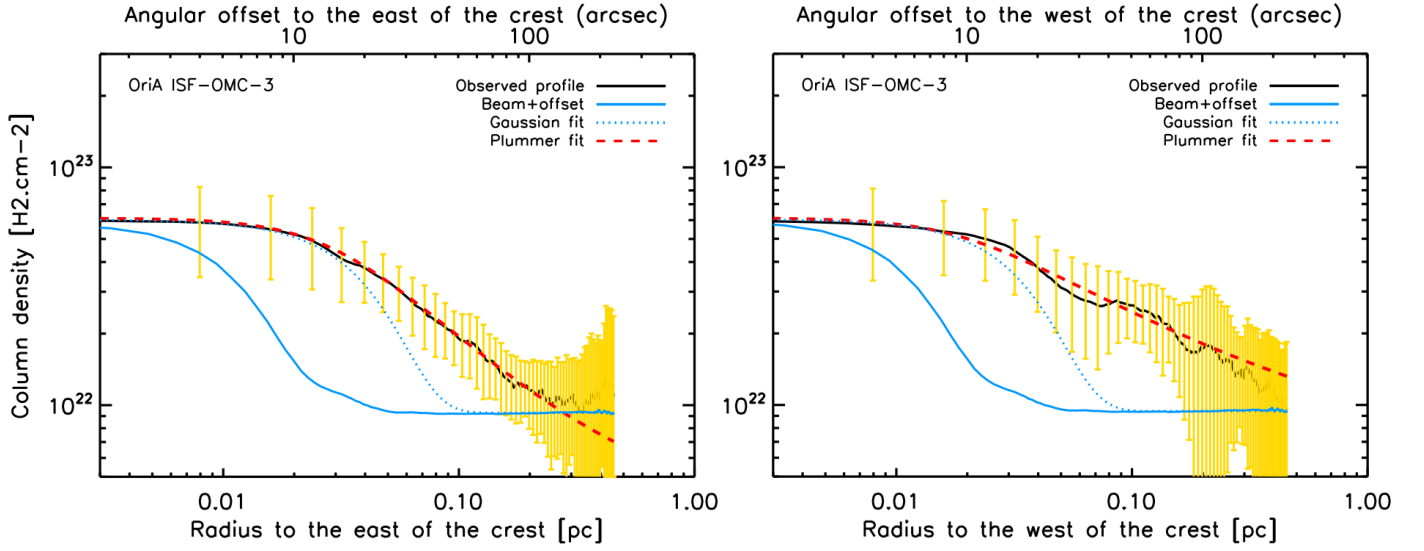 Angular offset to the east of the crest (arcsec)
10 100
OriA ISF-OMC-3
Observed profile
Beam+offset
Gaussian fit
Plummer fit
Column density [H2.cm-2]
10^23
10^22
0.01 0.10 1.00
Radius to the east of the crest [pc]
Angular offset to the west of the crest (arcsec)
10 100
OriA ISF-OMC-3
Observed profile
Beam+offset
Gaussian fit
Plummer fit
10^23
10^22
0.01 0.10 1.00
Radius to the west of the crest [pc]